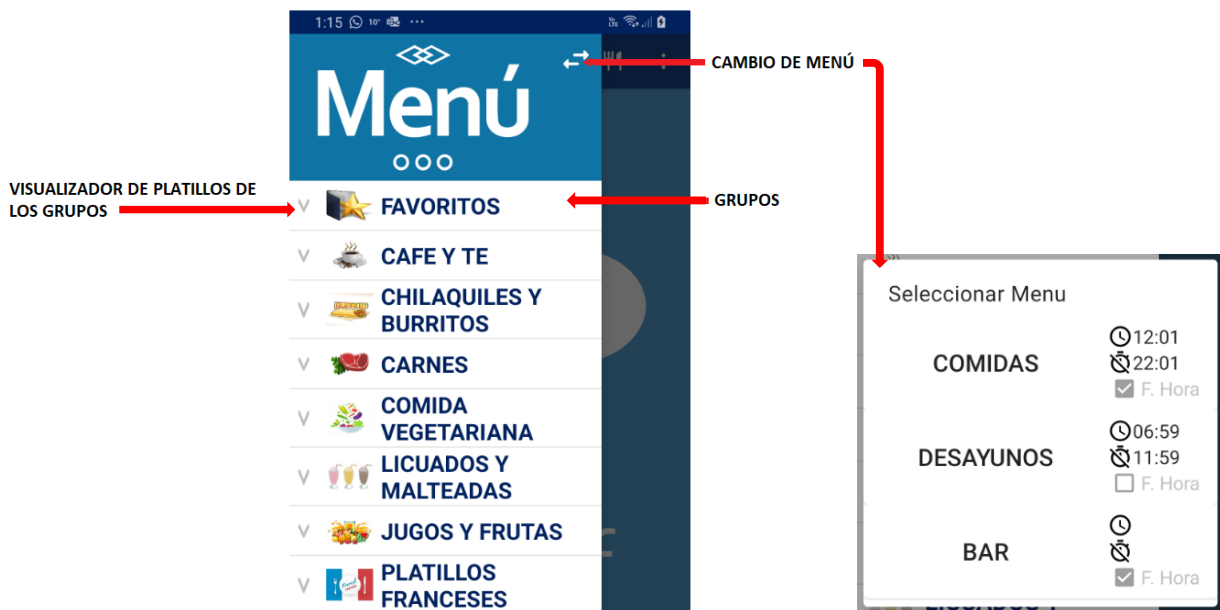 1:15 10°
CAMBIO DE MENÚ
Menú
VISUALIZADOR DE PLATILLOS DE
LOS GRUPOS
GRUPOS
FAVORITOS
CAFE Y TE
CHILAQUILES Y
BURRITOS
CARNES
COMIDA
VEGETARIANA
LICUADOS Y
MALTEADAS
JUGOS Y FRUTAS
PLATILLOS
FRANCESES
Seleccionar Menu
COMIDAS
12:01
22:01
F. Hora
DESAYUNOS
06:59
11:59
F. Hora
BAR
F. Hora